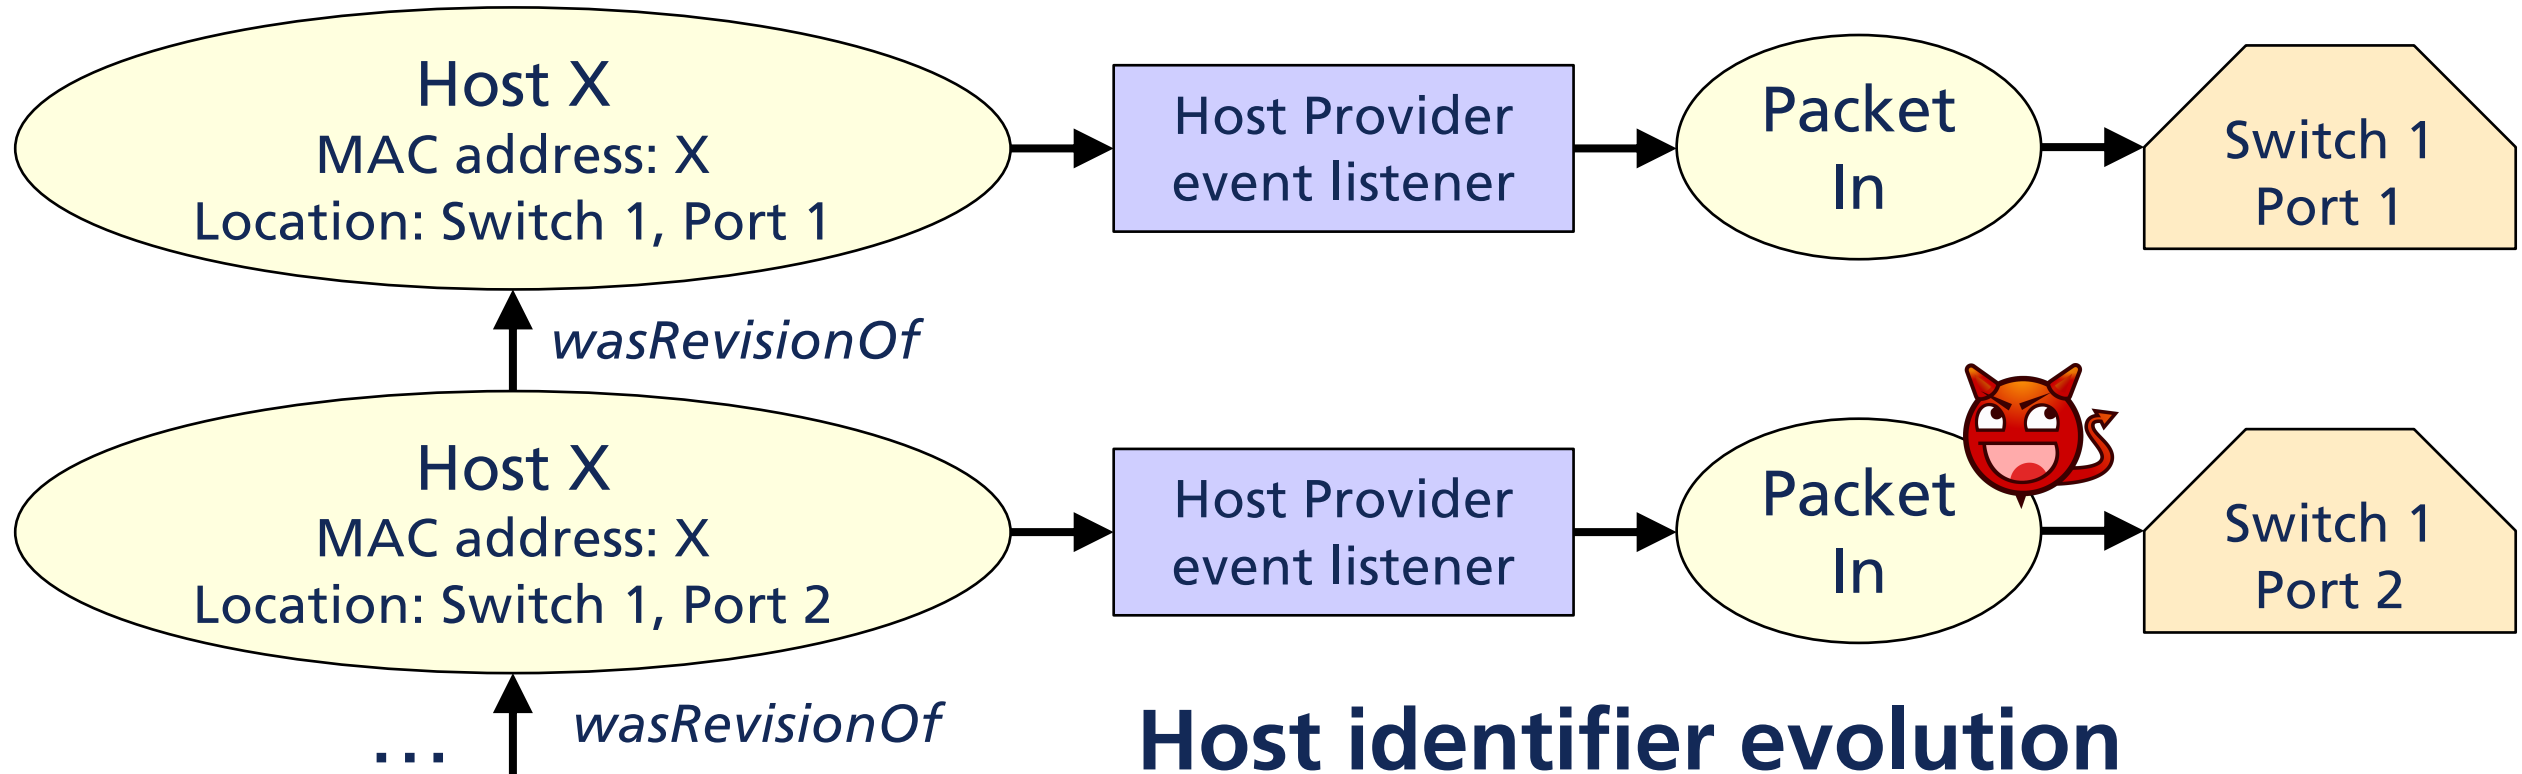 Host X
MAC address: X
Location: Switch 1, Port 1
Host Provider
event listener
Packet
In
Switch 1
Port 1
wasRevisionOf
Host X
MAC address: X
Location: Switch 1, Port 2
Host Provider
event listener
Packet
In
Switch 1
Port 2
wasRevisionOf
...
Host identifier evolution